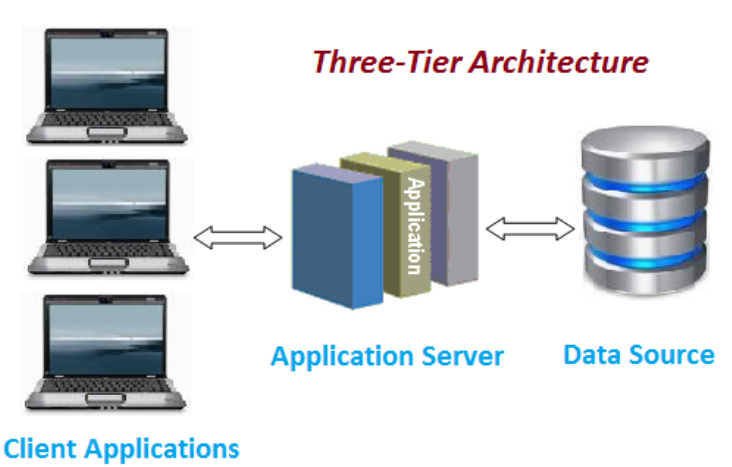 Three-Tier Architecture
Application
Application Server
Data Source
Client Applications